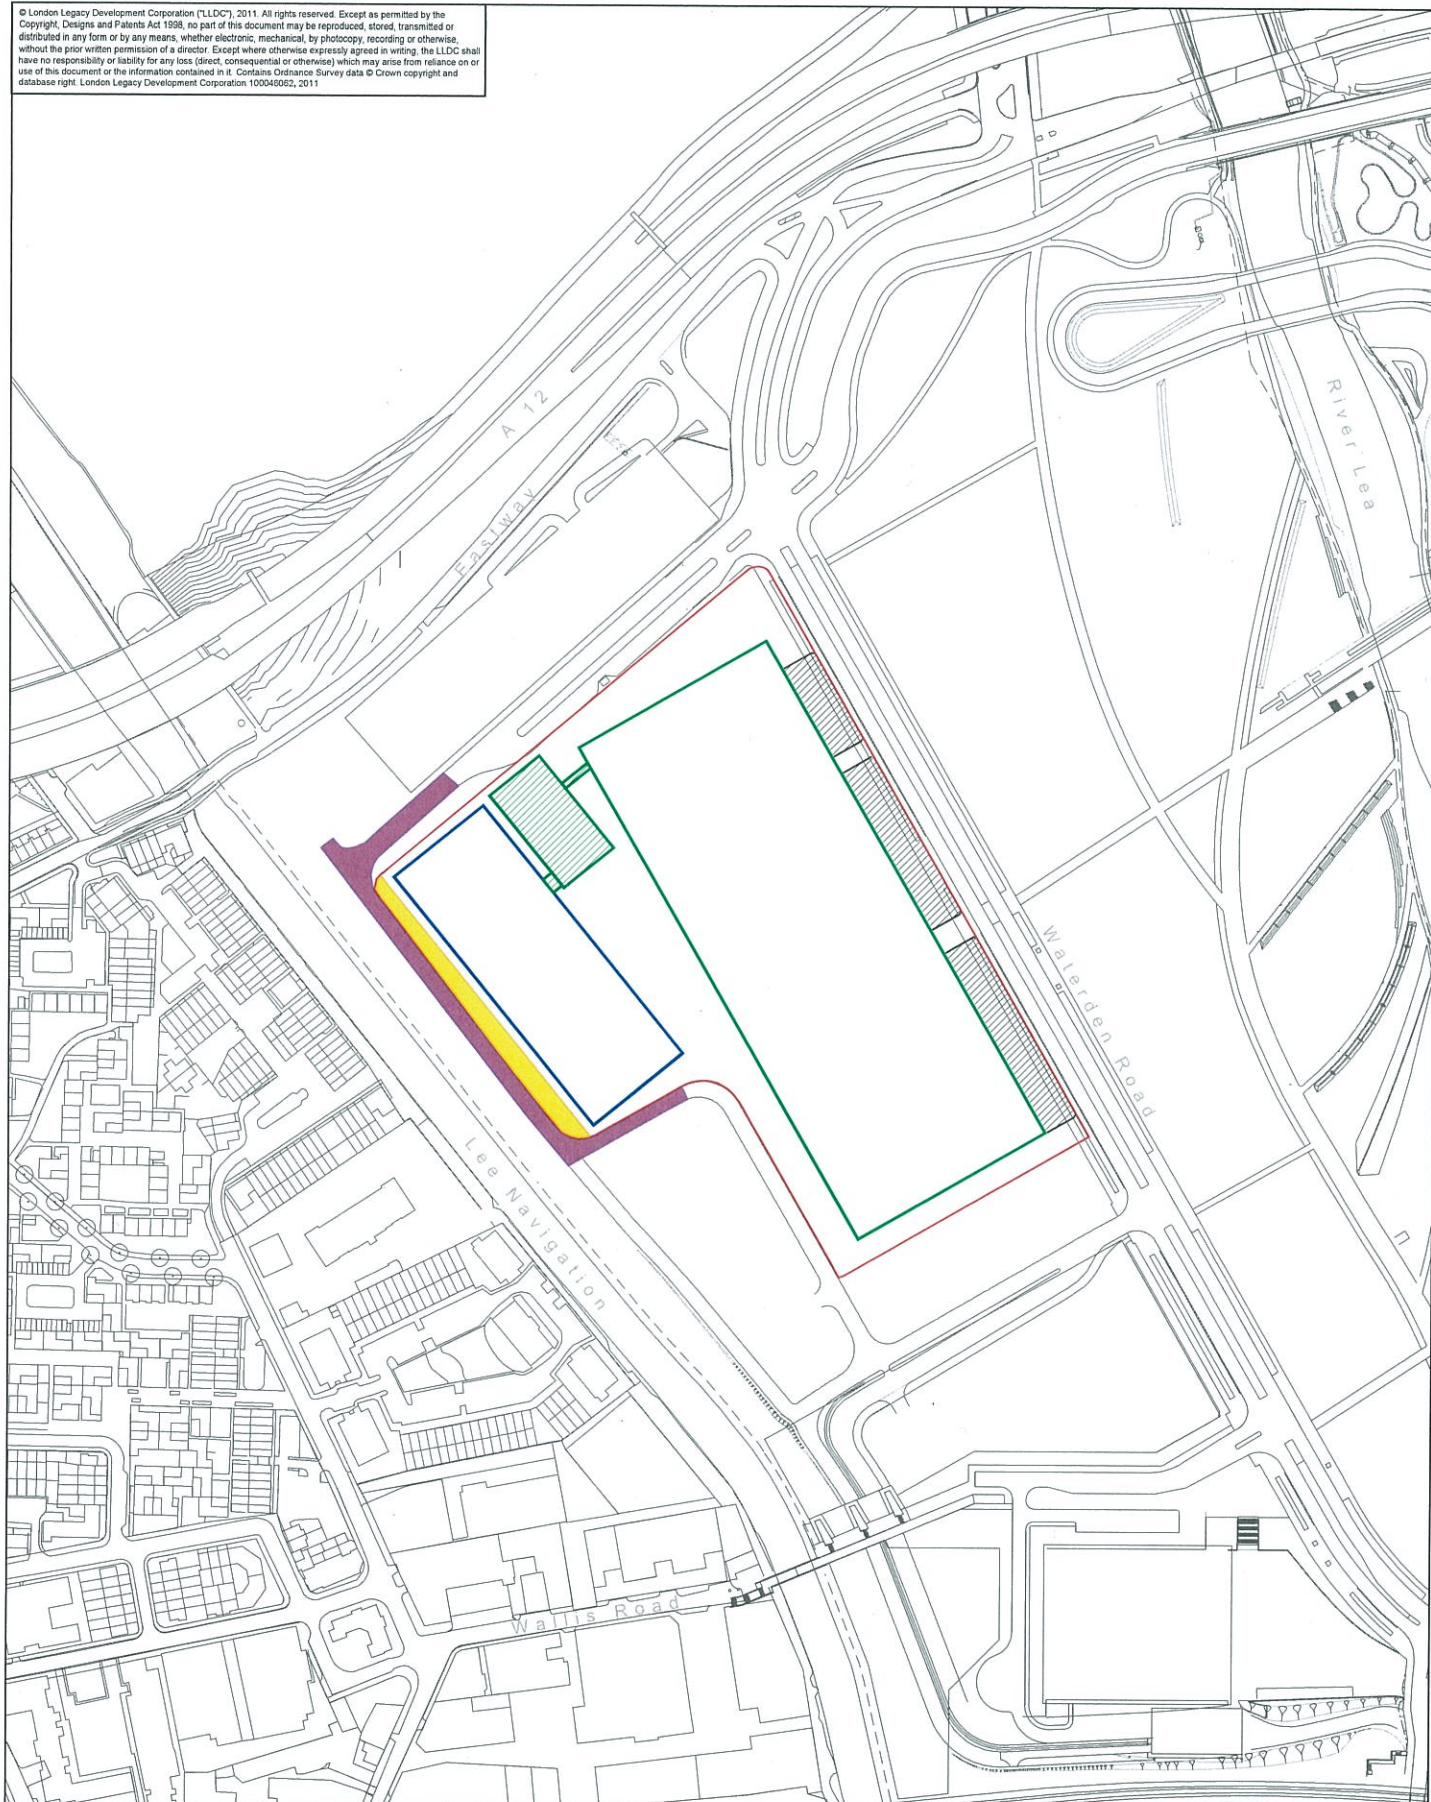 © London Legacy Development Corporation ("LLDC"), 2011. All rights reserved. Except as permitted by the
Copyright, Designs and Patents Act 1998, no part of this document may be reproduced, stored, transmitted or
distributed in any form or by any means, whether electronic, mechanical, by photocopy, recording or otherwise,
without the prior written permission of a director. Except where otherwise expressly agreed in writing, the LLDC shall
have no responsibility or liability for any loss (direct, consequential or otherwise) which may arise from reliance on or
use of this document or the information contained in it. Contains Ordnance Survey data © Crown copyright and
database right. London Legacy Development Corporation 100046062, 2011
A 12
River Lea
Eastway
Waterden Road
Lee Navigation
Wallis Road